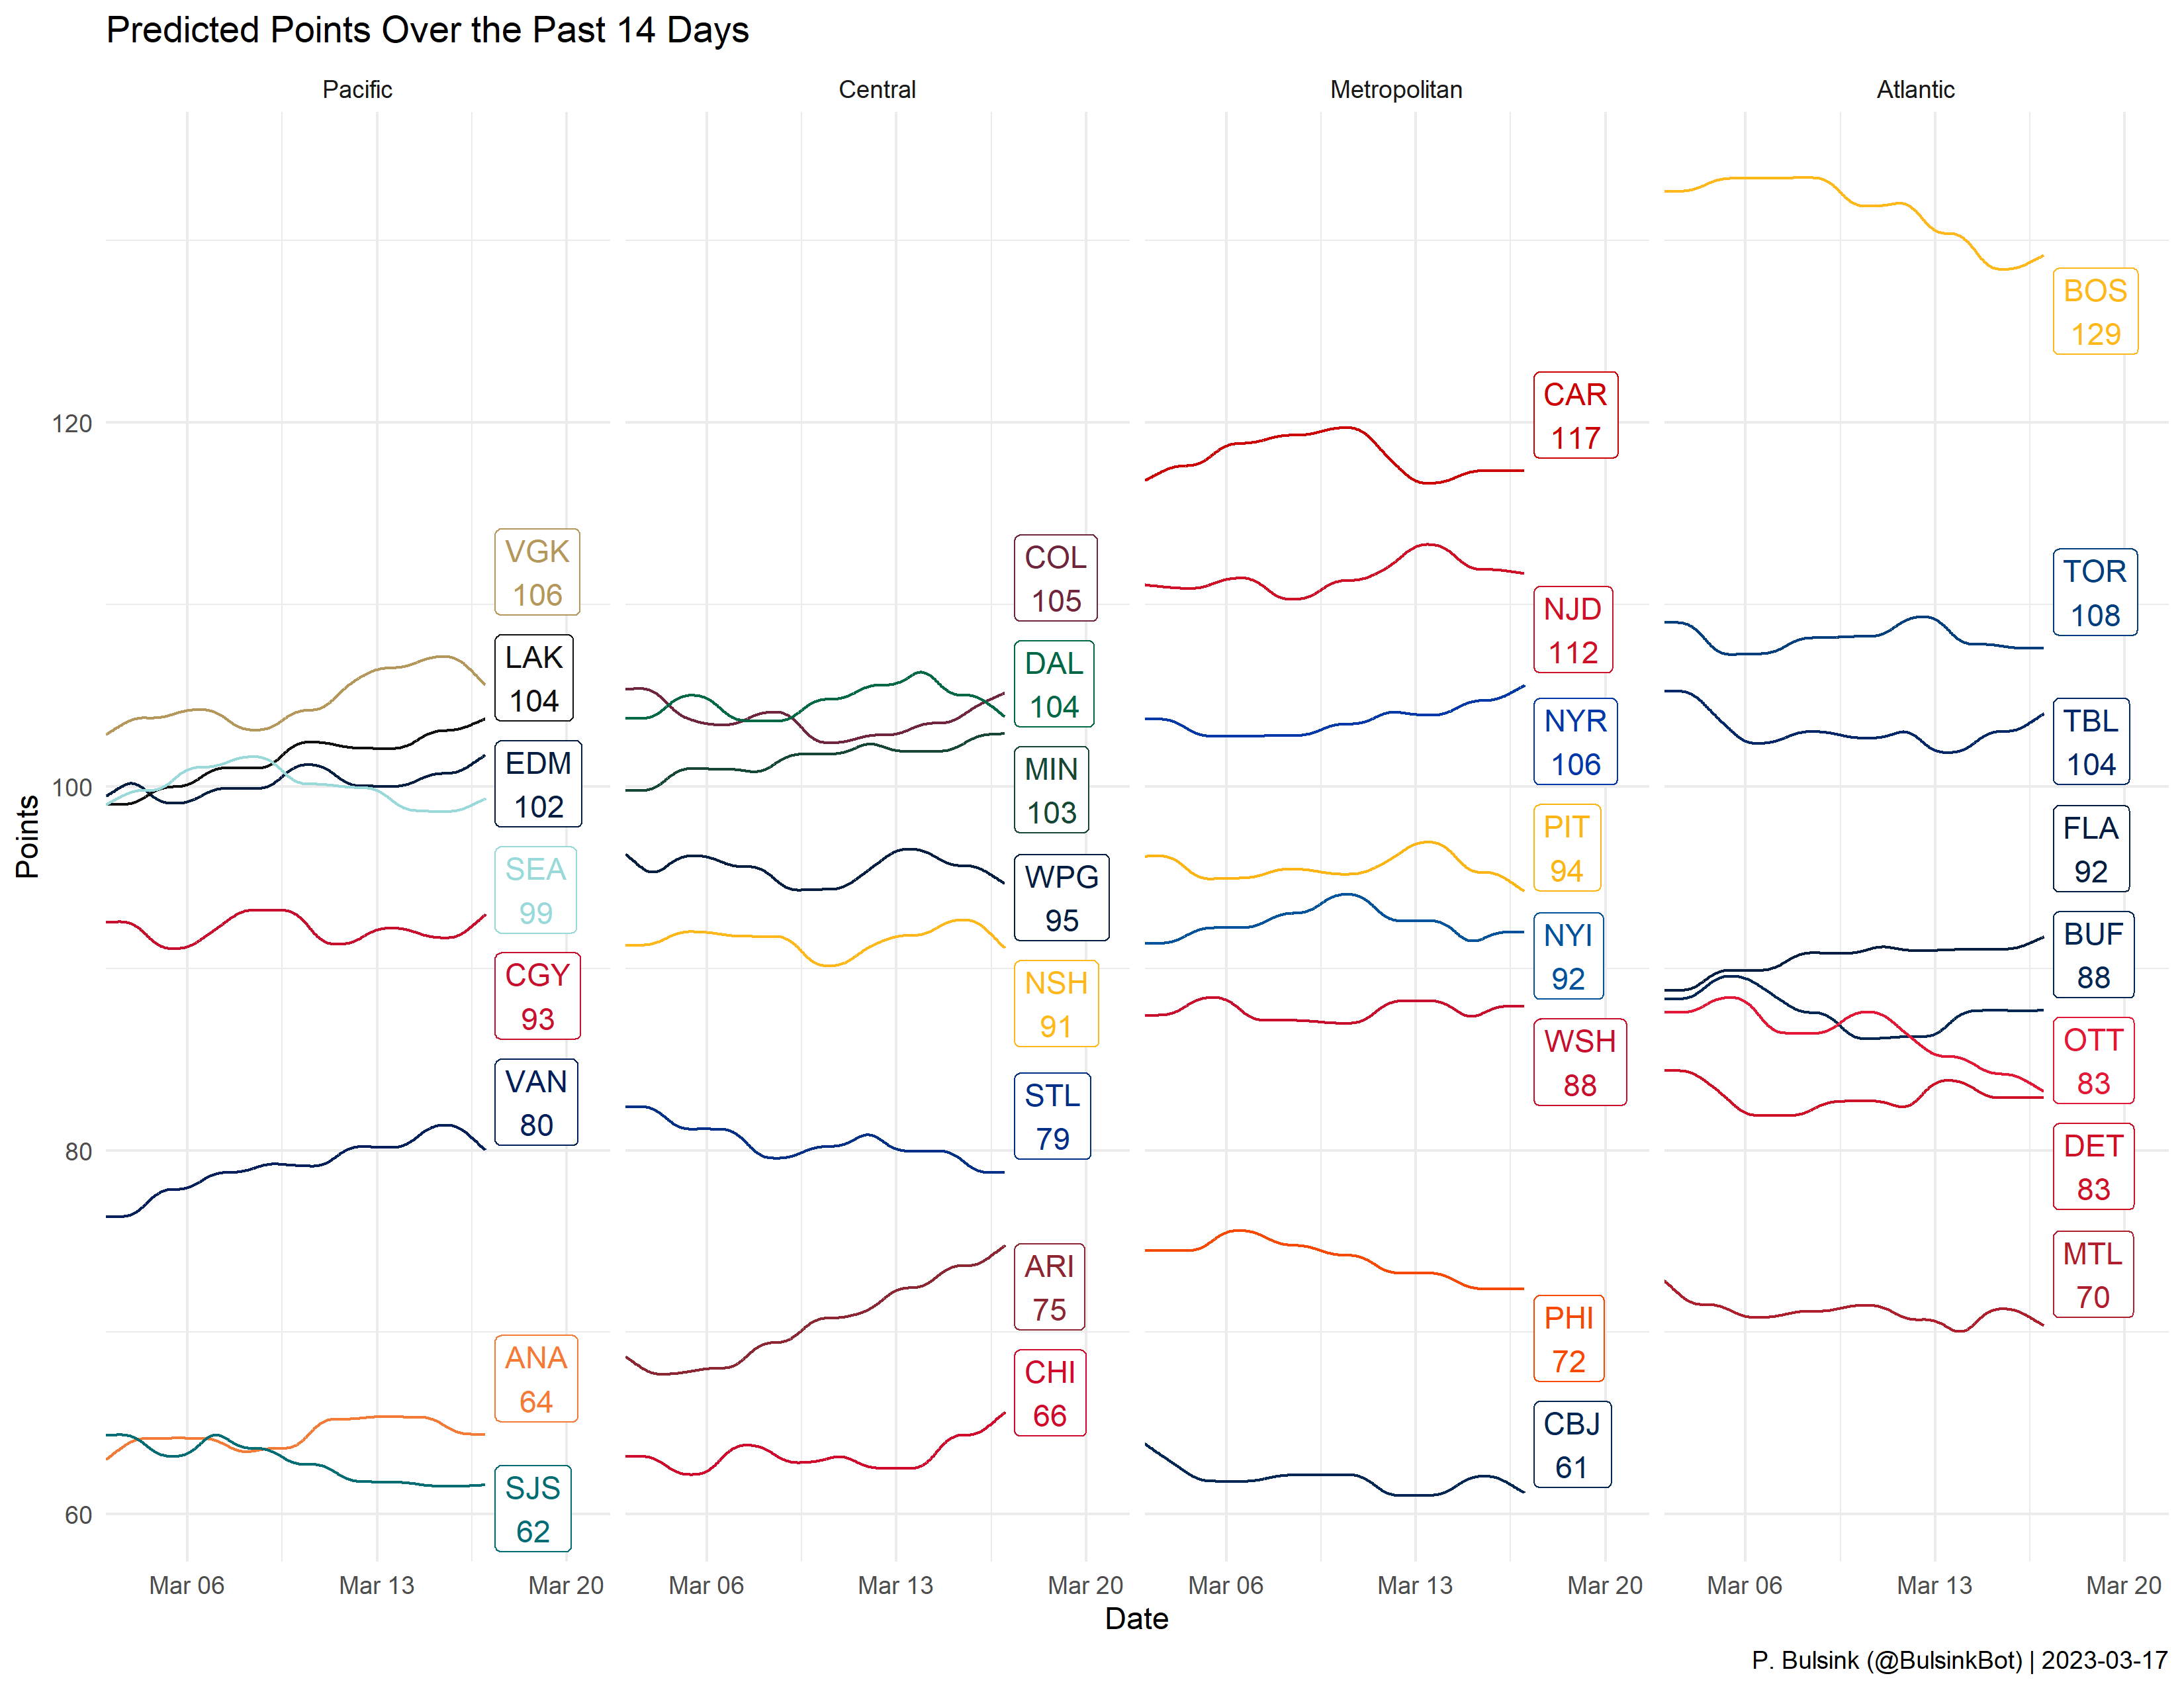 Predicted Points Over the Past 14 Days
Pacific
Central
Metropolitan
Atlantic
Points
120
100
80
60
VGK
106
LAK
104
EDM
102
SEA
99
CGY
93
VAN
80
ANA
64
SJS
62
COL
105
DAL
104
MIN
103
WPG
95
NSH
91
STL
79
ARI
75
CHI
66
CAR
117
NJD
112
NYR
106
PIT
94
NYI
92
WSH
88
PHI
72
CBJ
61
BOS
129
TOR
108
TBL
104
FLA
92
BUF
88
OTT
83
DET
83
MTL
70
Mar 06
Mar 13
Mar 20
Mar 06
Mar 13
Mar 20
Mar 06
Mar 13
Mar 20
Mar 06
Mar 13
Mar 20
Date
P. Bulsink (@BulsinkBot) | 2023-03-17